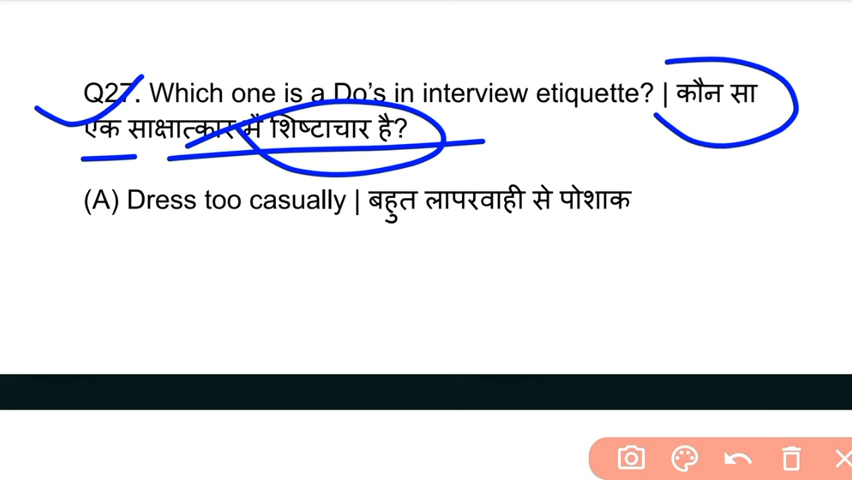 Q27. Which one is a Do's in interview etiquette? | कौन सा
एक साक्षात्कार में शिष्टाचार है?
(A) Dress too casually | बहुत लापरवाही से पोशाक